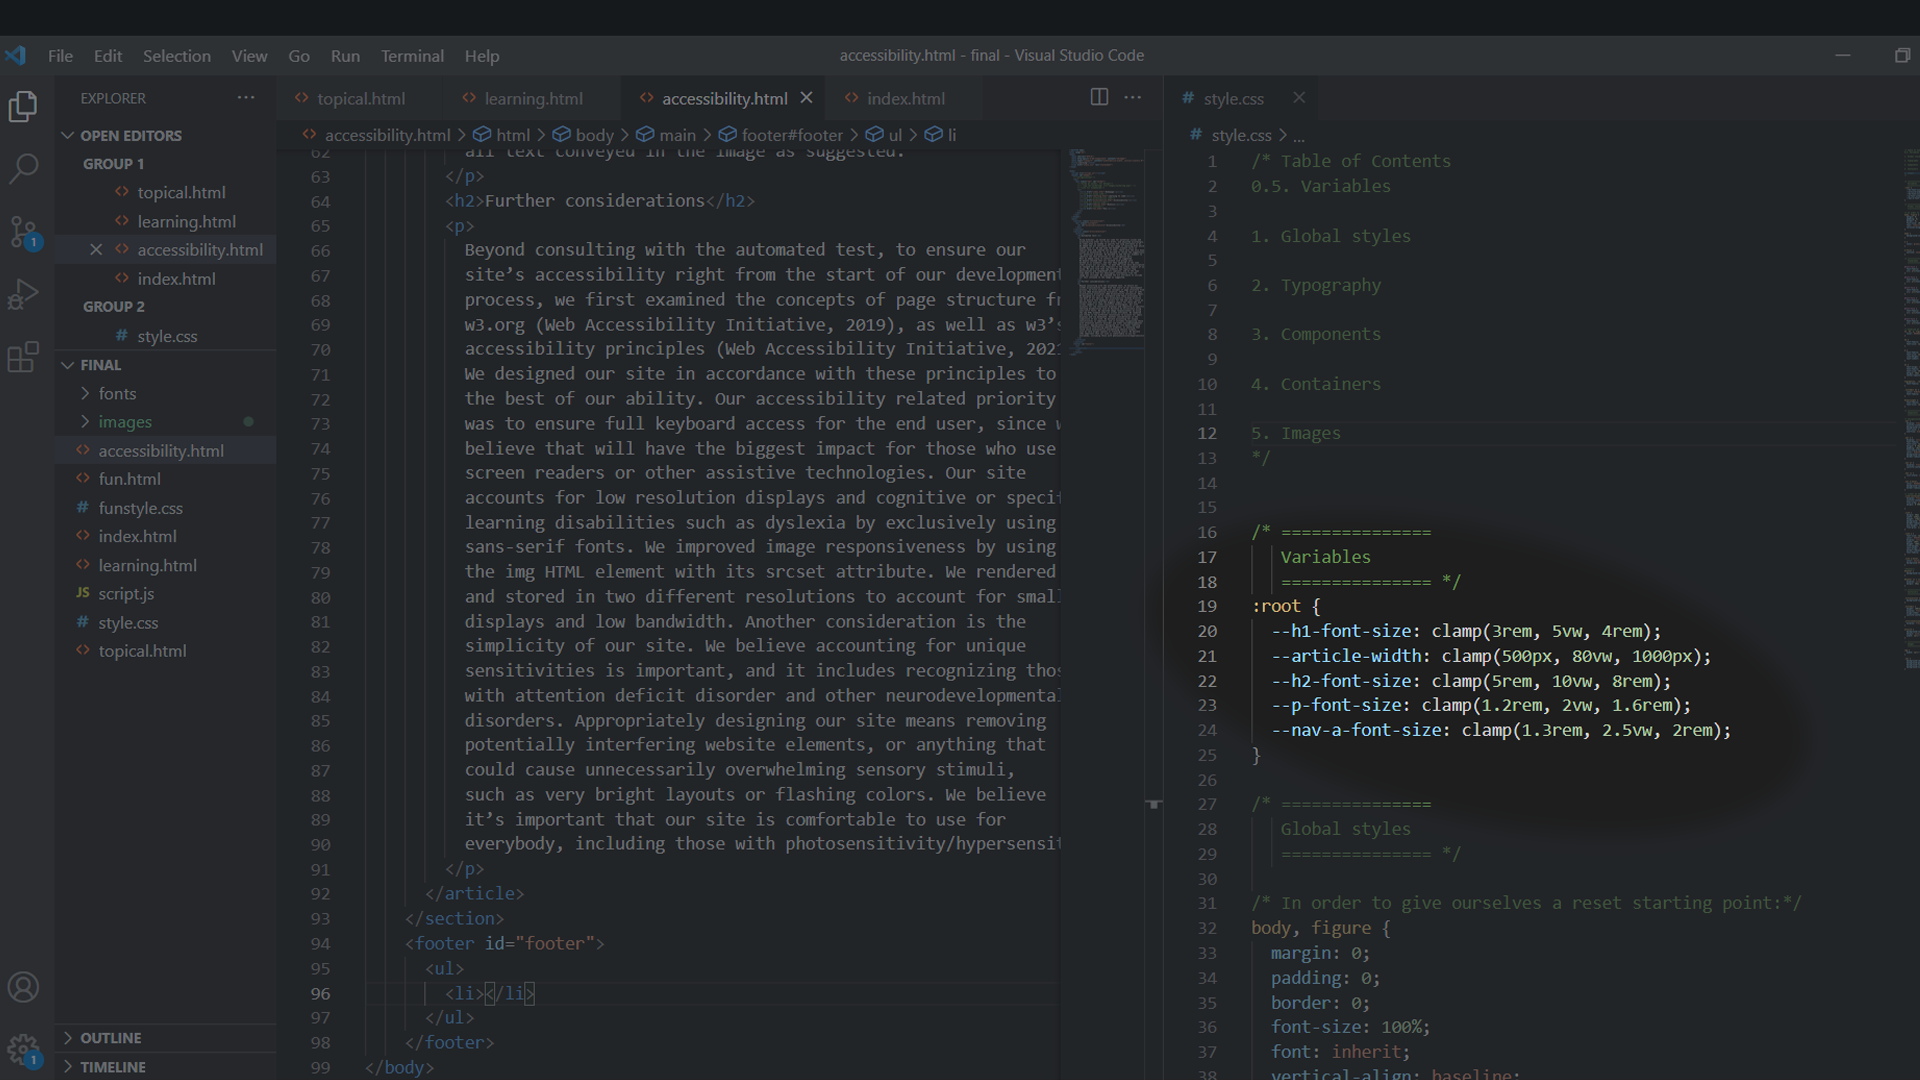 File Edit Selection View Go Run Terminal Help
accessibility.html - final - Visual Studio Code
EXPLORER
OPEN EDITORS
GROUP 1
topical.html
learning.html
accessibility.html
index.html
GROUP 2
style.css
FINAL
fonts
images
accessibility.html
fun.html
funstyle.css
index.html
learning.html
JS script.js
style.css
topical.html
OUTLINE
TIMELINE
1
1
topical.html learning.html accessibility.html index.html
accessibility.html > html > body > main > footer#footer > ul > li
62 all text conveyed in the image as suggested.
63 </p>
64 <h2>Further considerations</h2>
65 <p>
66 Beyond consulting with the automated test, to ensure our
67 site’s accessibility right from the start of our development
68 process, we first examined the concepts of page structure fr
69 w3.org (Web Accessibility Initiative, 2019), as well as w3’s
70 accessibility principles (Web Accessibility Initiative, 2021
71 We designed our site in accordance with these principles to
72 the best of our ability. Our accessibility related priority
73 was to ensure full keyboard access for the end user, since w
74 believe that will have the biggest impact for those who use
75 screen readers or other assistive technologies. Our site
76 accounts for low resolution displays and cognitive or specif
77 learning disabilities such as dyslexia by exclusively using
78 sans-serif fonts. We improved image responsiveness by using
79 the img HTML element with its srcset attribute. We rendered
80 and stored in two different resolutions to account for small
81 displays and low bandwidth. Another consideration is the
82 simplicity of our site. We believe accounting for unique
83 sensitivities is important, and it includes recognizing thos
84 with attention deficit disorder and other neurodevelopmental
85 disorders. Appropriately designing our site means removing
86 potentially interfering website elements, or anything that
87 could cause unnecessarily overwhelming sensory stimuli,
88 such as very bright layouts or flashing colors. We believe
89 it’s important that our site is comfortable to use for
90 everybody, including those with photosensitivity/hypersensit
91 </p>
92 </article>
93 </section>
94 <footer id="footer">
95 <ul>
96 <li></li>
97 </ul>
98 </footer>
99 </body>
# style.css
# style.css > ...
1 /* Table of Contents
2 0.5. Variables
3
4 1. Global styles
5
6 2. Typography
7
8 3. Components
9
10 4. Containers
11
12 5. Images
13 */
14
15
16 /* ===============
17 Variables
18 =============== */
19 :root {
20 --h1-font-size: clamp(3rem, 5vw, 4rem);
21 --article-width: clamp(500px, 80vw, 1000px);
22 --h2-font-size: clamp(5rem, 10vw, 8rem);
23 --p-font-size: clamp(1.2rem, 2vw, 1.6rem);
24 --nav-a-font-size: clamp(1.3rem, 2.5vw, 2rem);
25 }
26
27 /* ===============
28 Global styles
29 =============== */
30
31 /* In order to give ourselves a reset starting point:*/
32 body, figure {
33 margin: 0;
34 padding: 0;
35 border: 0;
36 font-size: 100%;
37 font: inherit;
38 vertical-align: baseline;